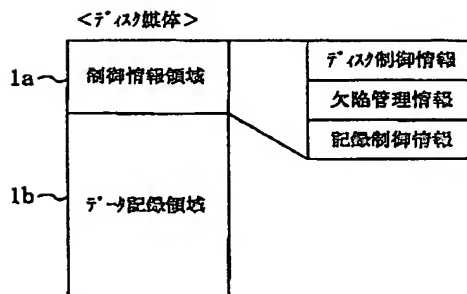 <ディスク媒体>
1a
制御情報領域
ディスク制御情報
欠陥管理情報
記録制御情報
1b
データ記録領域